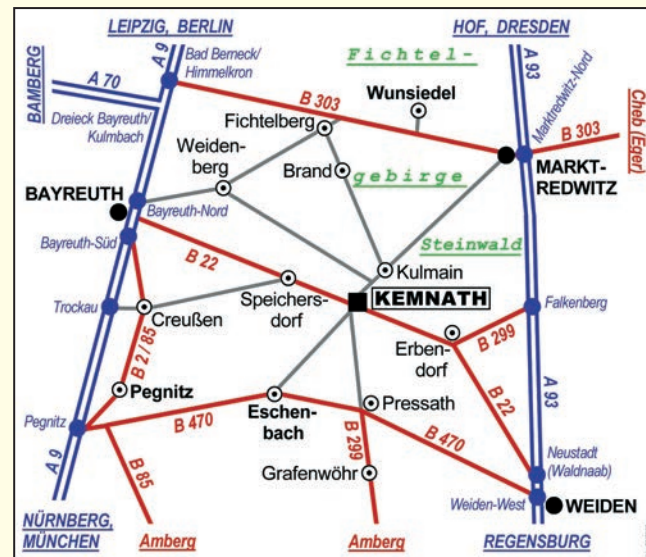 LEIPZIG, BERLIN
HOF, DRESDEN
A 9
Bad Berneck/
Himmelkron
Fichtel-
A 93
BAMBERG
A 70
B 303
Wunsiedel
Marktredwitz-Nord
Cheb (Eger)
Dreieck Bayreuth/
Kulmbach
Fichtelberg
B 303
Weiden-
berg
Brand
gebirge
MARKT-
REDWITZ
BAYREUTH
Bayreuth-Nord
Bayreuth-Süd
B 22
Steinwald
Kulmain
Speichers-
dorf
KEMNATH
Trockau
Creußen
Falkenberg
B 2 / 85
Erben-
dorf
B 299
Pegnitz
Eschen-
bach
Pressath
B 22
A 93
Pegnitz
B 470
B 299
B 470
A 9
B 85
Grafenwöhr
Neustadt
(Waldnaab)
Weiden-West
WEIDEN
NÜRNBERG,
MÜNCHEN
Amberg
Amberg
REGENSBURG